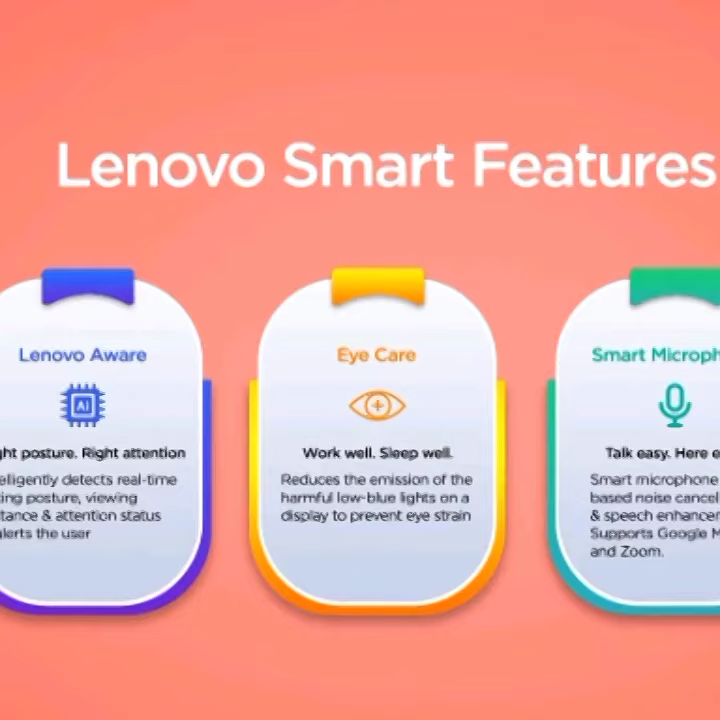 Lenovo Smart Features
Lenovo Aware
AI
ght posture. Right attention
elligently detects real-time
ing posture, viewing
tance & attention status
alerts the user
Eye Care
Work well. Sleep well.
Reduces the emission of the
harmful low-blue lights on a
display to prevent eye strain
Smart Microph
Talk easy. Here e
Smart microphone
based noise cancel
& speech enhancer
Supports Google M
and Zoom.